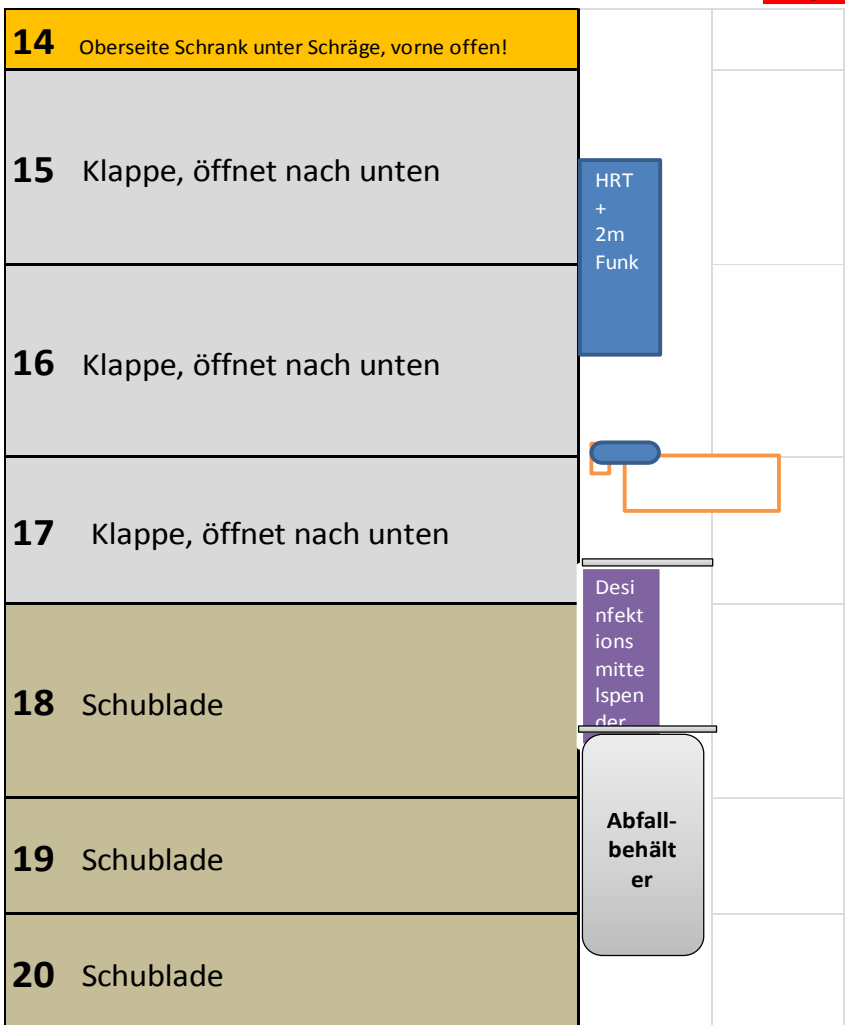 14 Oberseite Schrank unter Schräge, vorne offen!
15 Klappe, öffnet nach unten
HRT
+
2m
Funk
16 Klappe, öffnet nach unten
17 Klappe, öffnet nach unten
Desi
nfekt
ions
mitte
lspen
der
18 Schublade
Abfall-
behält
er
19 Schublade
20 Schublade